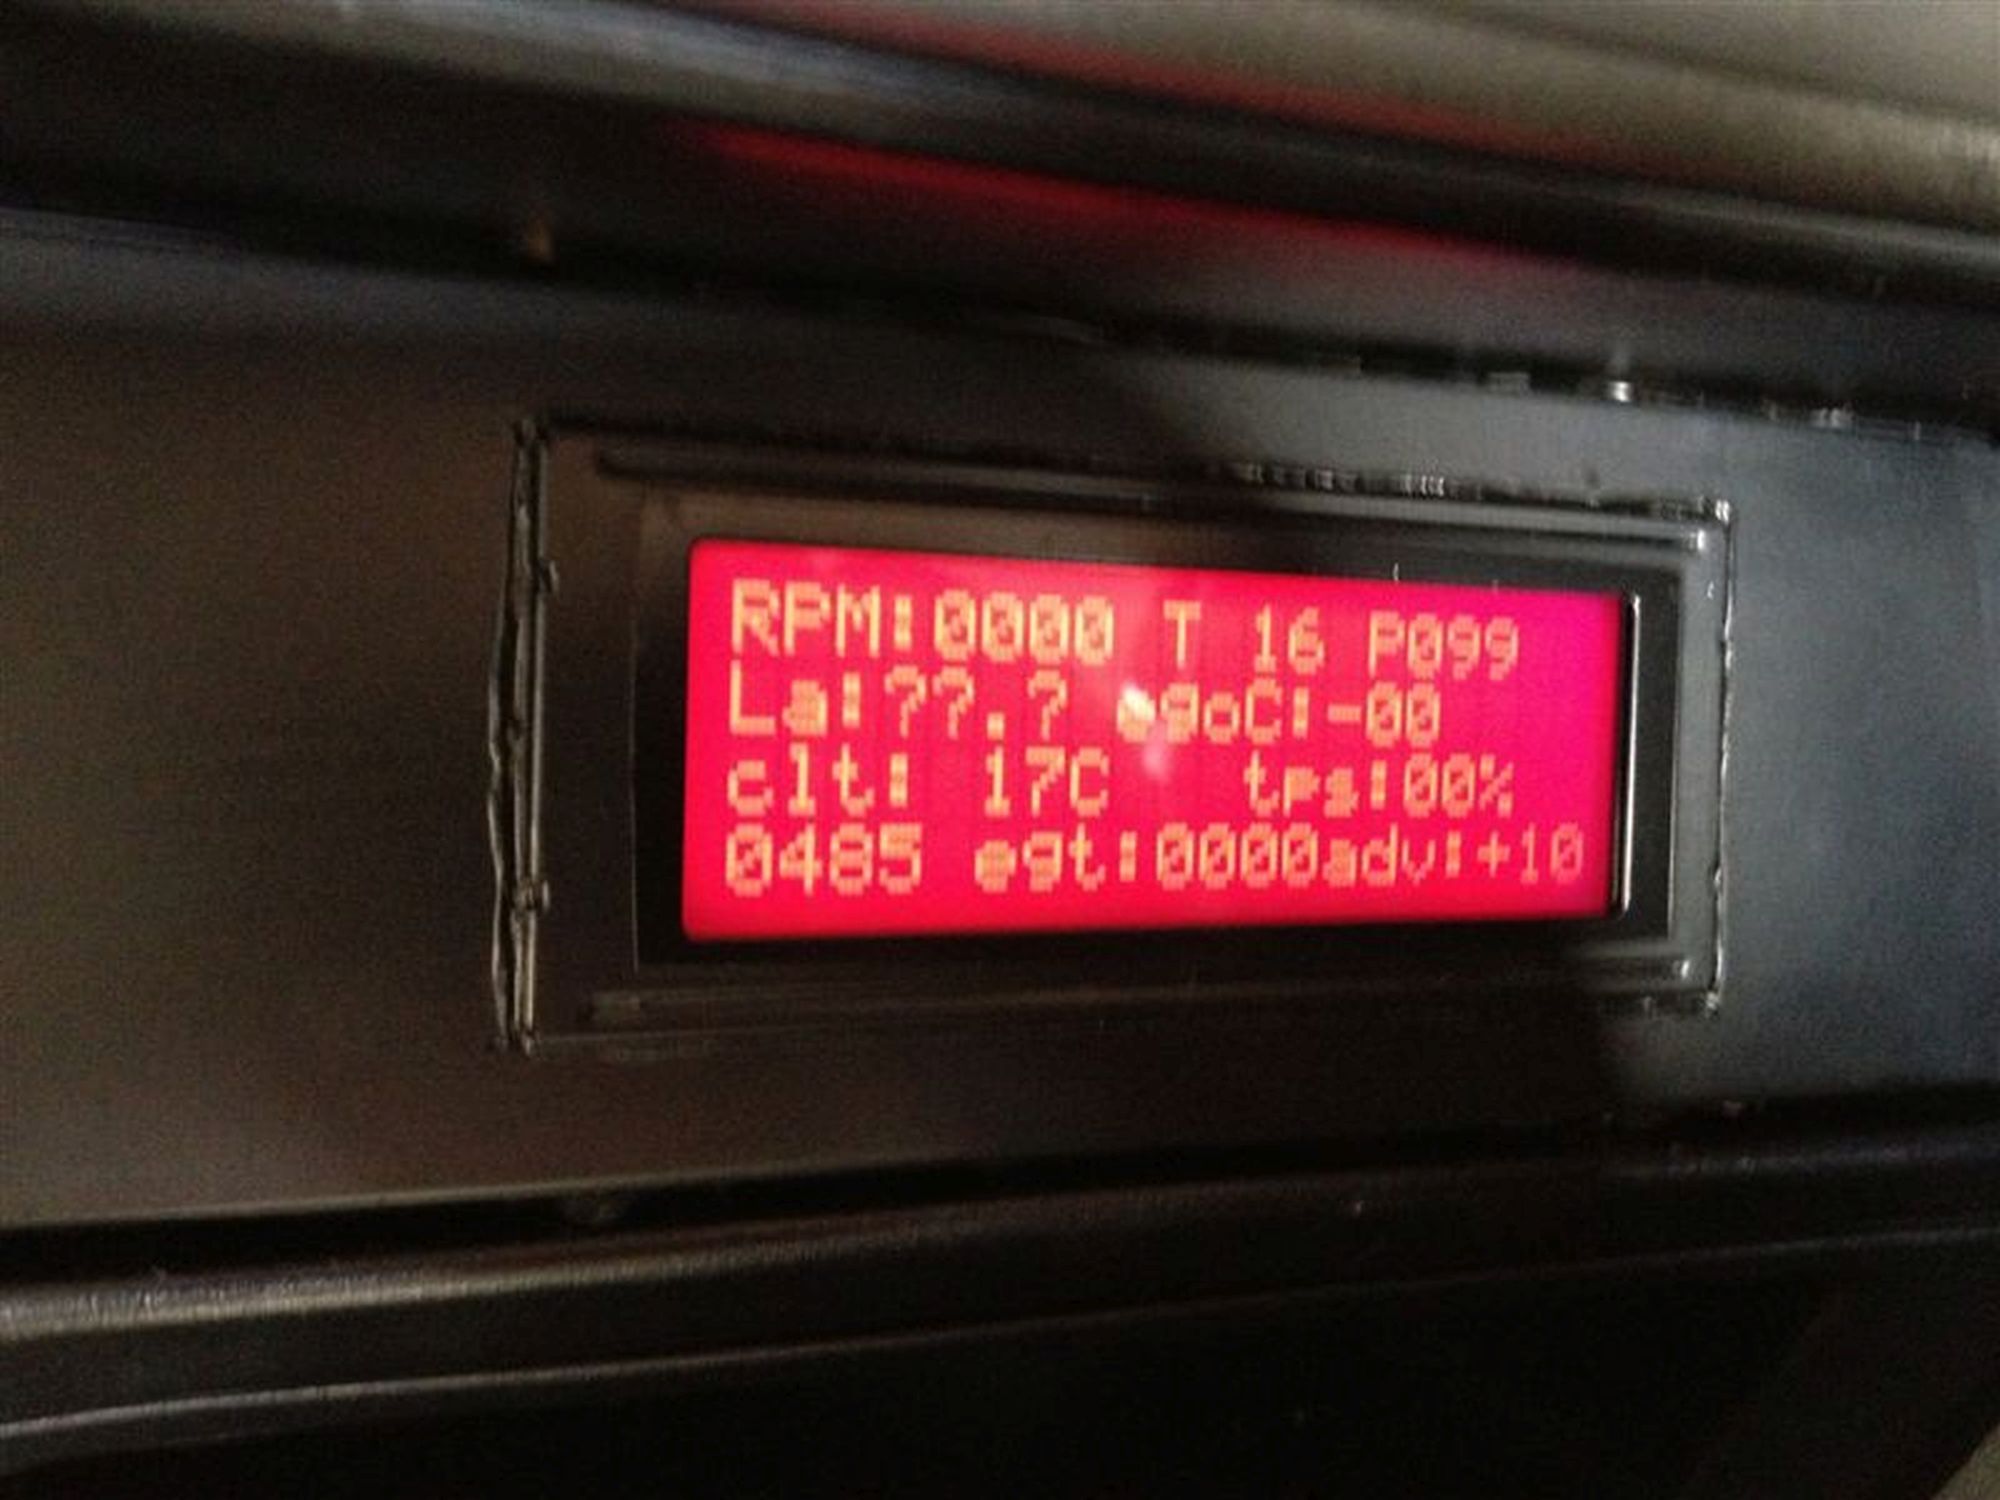 RPM:0000 T 16 P099
La:??.? egoC:-00
clt: 17C tps:00%
0485 egt:0000adv:+10